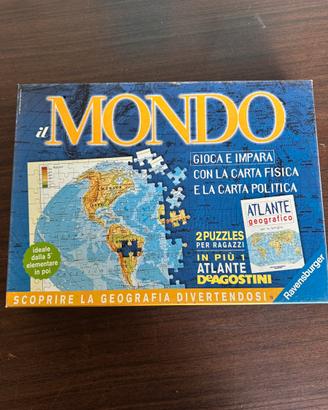 il MONDO
GIOCA E IMPARA
CON LA CARTA FISICA
E LA CARTA POLITICA
ATLANTE
geografico
2 PUZZLES
PER RAGAZZI
IN PIÙ 1
ATLANTE
DEAGOSTINI
ideale
dalla 5ª
elementare
in poi
SCOPRIRE LA GEOGRAFIA DIVERTENDOSI
Ravensburger